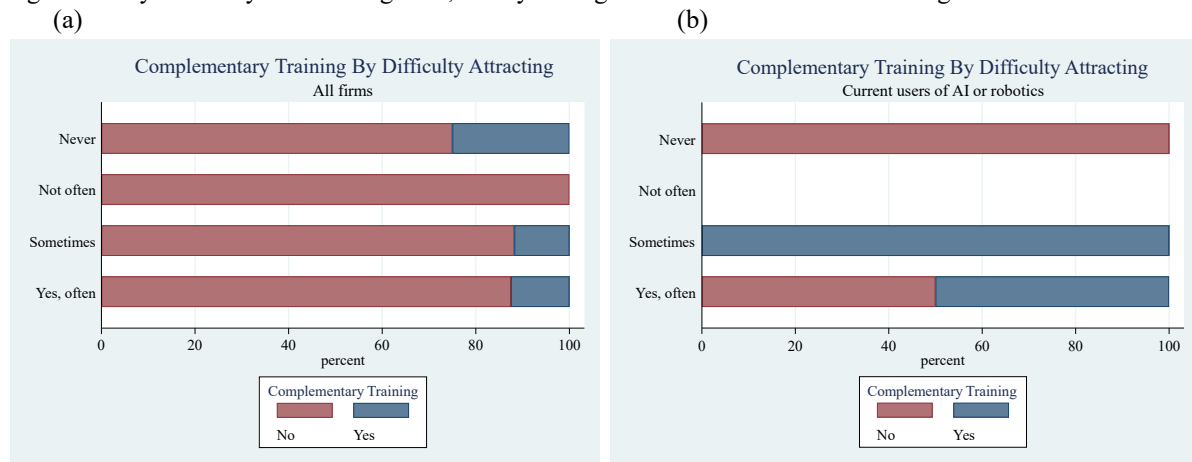 (a)
(b)
Complementary Training By Difficulty Attracting
All firms
Never
Not often
Sometimes
Yes, often
0 20 40 60 80 100
percent
Complementary Training
No Yes
Complementary Training By Difficulty Attracting
Current users of AI or robotics
Never
Not often
Sometimes
Yes, often
0 20 40 60 80 100
percent
Complementary Training
No Yes